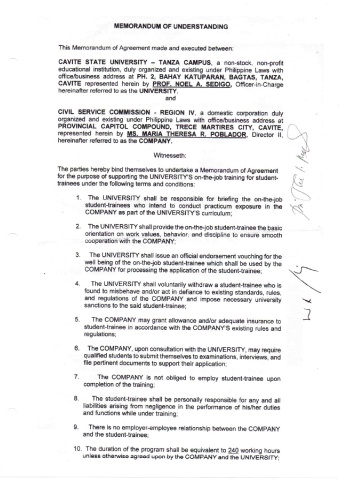 MEMORANDUM OF UNDERSTANDING
This Memorandum of Agreement made and executed between:
CAVITE STATE UNIVERSITY – TANZA CAMPUS, a non-stock, non-profit
educational institution, duly organized and existing under Philippine Laws with
office/business address at PH. 2, BAHAY KATUPARAN, BAGTAS, TANZA,
CAVITE represented herein by PROF. NOEL A. SEDIGO, Officer-in-Charge
hereinafter referred to as the UNIVERSITY.
and
CIVIL SERVICE COMMISSION - REGION IV, a domestic corporation duly
organized and existing under Philippine Laws with office/business address at
PROVINCIAL CAPITOL COMPOUND, TRECE MARTIRES CITY, CAVITE,
represented herein by MS. MARIA THERESA R. POBLADOR, Director II,
hereinafter referred to as the COMPANY.
Witnesseth:
The parties hereby bind themselves to undertake a Memorandum of Agreement
for the purpose of supporting the UNIVERSITY'S on-the-job training for student-
trainees under the following terms and conditions:
1. The UNIVERSITY shall be responsible for briefing the on-the-job
student-trainees who intend to conduct practicum exposure in the
COMPANY as part of the UNIVERSITY'S curriculum;
2. The UNIVERSITY shall provide the on-the-job student-trainees the basic
orientation on work values, behavior, and discipline to ensure smooth
cooperation with the COMPANY;
3. The UNIVERSITY shall issue an official endorsement vouching for the
well being of the on-the-job student-trainee which shall be used by the
COMPANY for processing the application of the student-trainee;
4. The UNIVERSITY shall voluntarily withdraw a student-trainee who is
found to misbehave and/or act in defiance to existing standards, rules,
and regulations of the COMPANY and impose necessary university
sanctions to the said student-trainee;
5. The COMPANY may grant allowance and/or adequate insurance to
student-trainee in accordance with the COMPANY'S existing rules and
regulations;
6. The COMPANY, upon consultation with the UNIVERSITY, may require
qualified students to submit themselves to examinations, interviews, and
file pertinent documents to support their application;
7. The COMPANY is not obliged to employ student-trainee upon
completion of the training;
8. The student-trainee shall be personally responsible for any and all
liabilities arising from negligence in the performance of his/her duties
and functions while under training;
9. There is no employer-employee relationship between the COMPANY
and the student-trainee;
10. The duration of the program shall be equivalent to 240 working hours
unless otherwise agreed upon by the COMPANY and the UNIVERSITY;